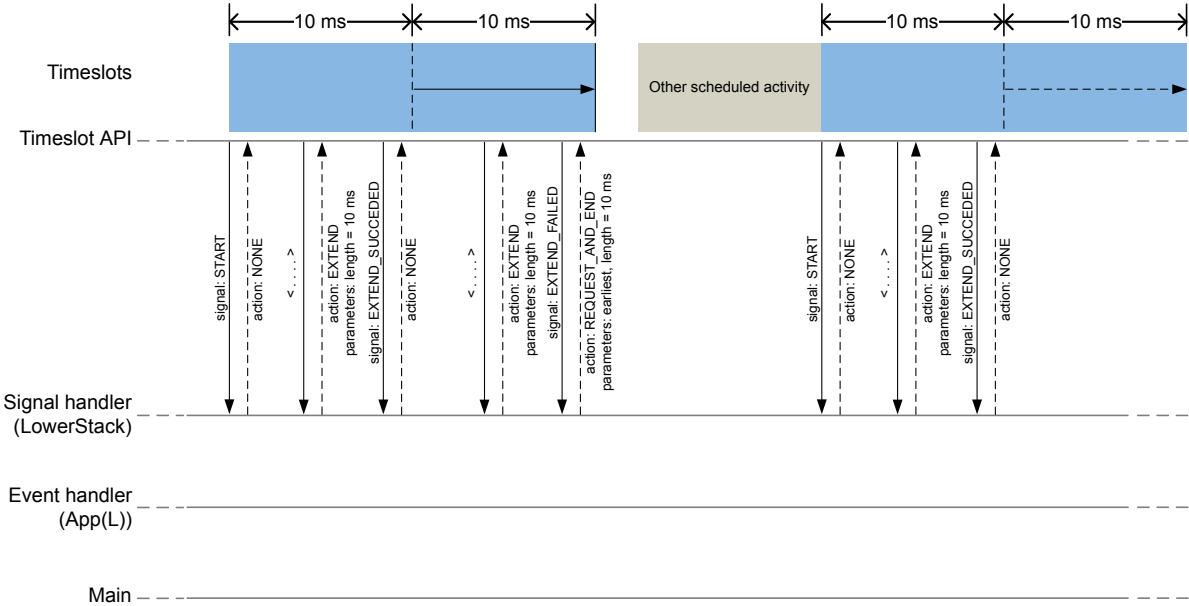 10 ms
10 ms
10 ms
10 ms
Timeslots
Other scheduled activity
Timeslot API
signal: START
action: NONE
< . . . . >
action: EXTEND
parameters: length = 10 ms
signal: EXTEND_SUCCEDED
action: NONE
< . . . . >
action: EXTEND
parameters: length = 10 ms
signal: EXTEND_FAILED
action: REQUEST_AND_END
parameters: earliest, length = 10 ms
signal: START
action: NONE
< . . . . >
action: EXTEND
parameters: length = 10 ms
signal: EXTEND_SUCCEDED
action: NONE
Signal handler
(LowerStack)
Event handler
(App(L))
Main